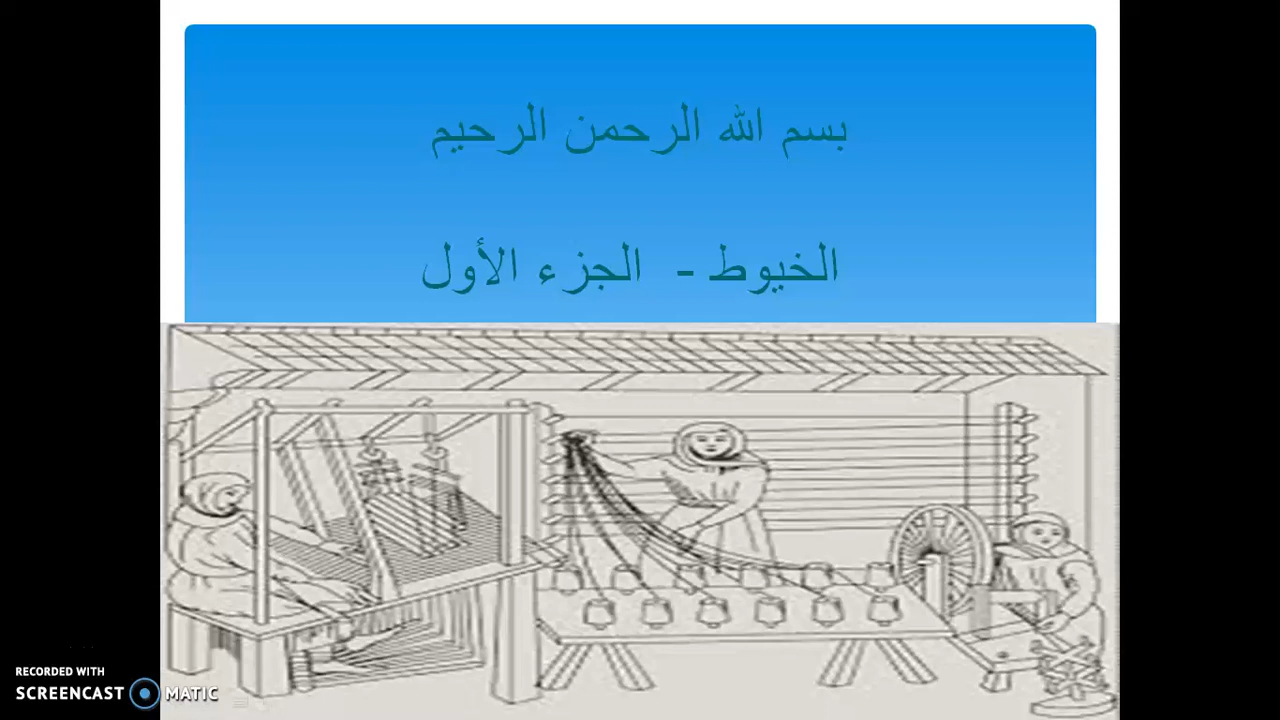 بسم الله الرحمن الرحيم
الخيوط - الجزء الأول
RECORDED WITH
SCREENCAST MATIC